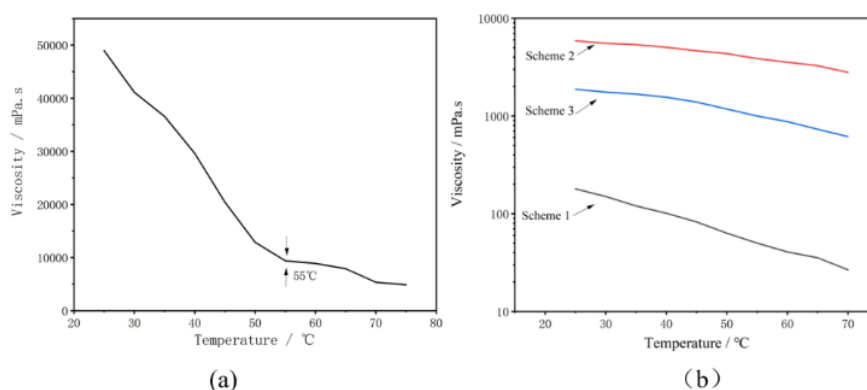 50000
40000
30000
20000
10000
0
Viscosity / mPa.s
55℃
20 30 40 50 60 70 80
Temperature / ℃
(a)
10000
1000
100
10
Viscosity / mPa.s
Scheme 2
Scheme 3
Scheme 1
20 30 40 50 60 70
Temperature / ℃
(b)